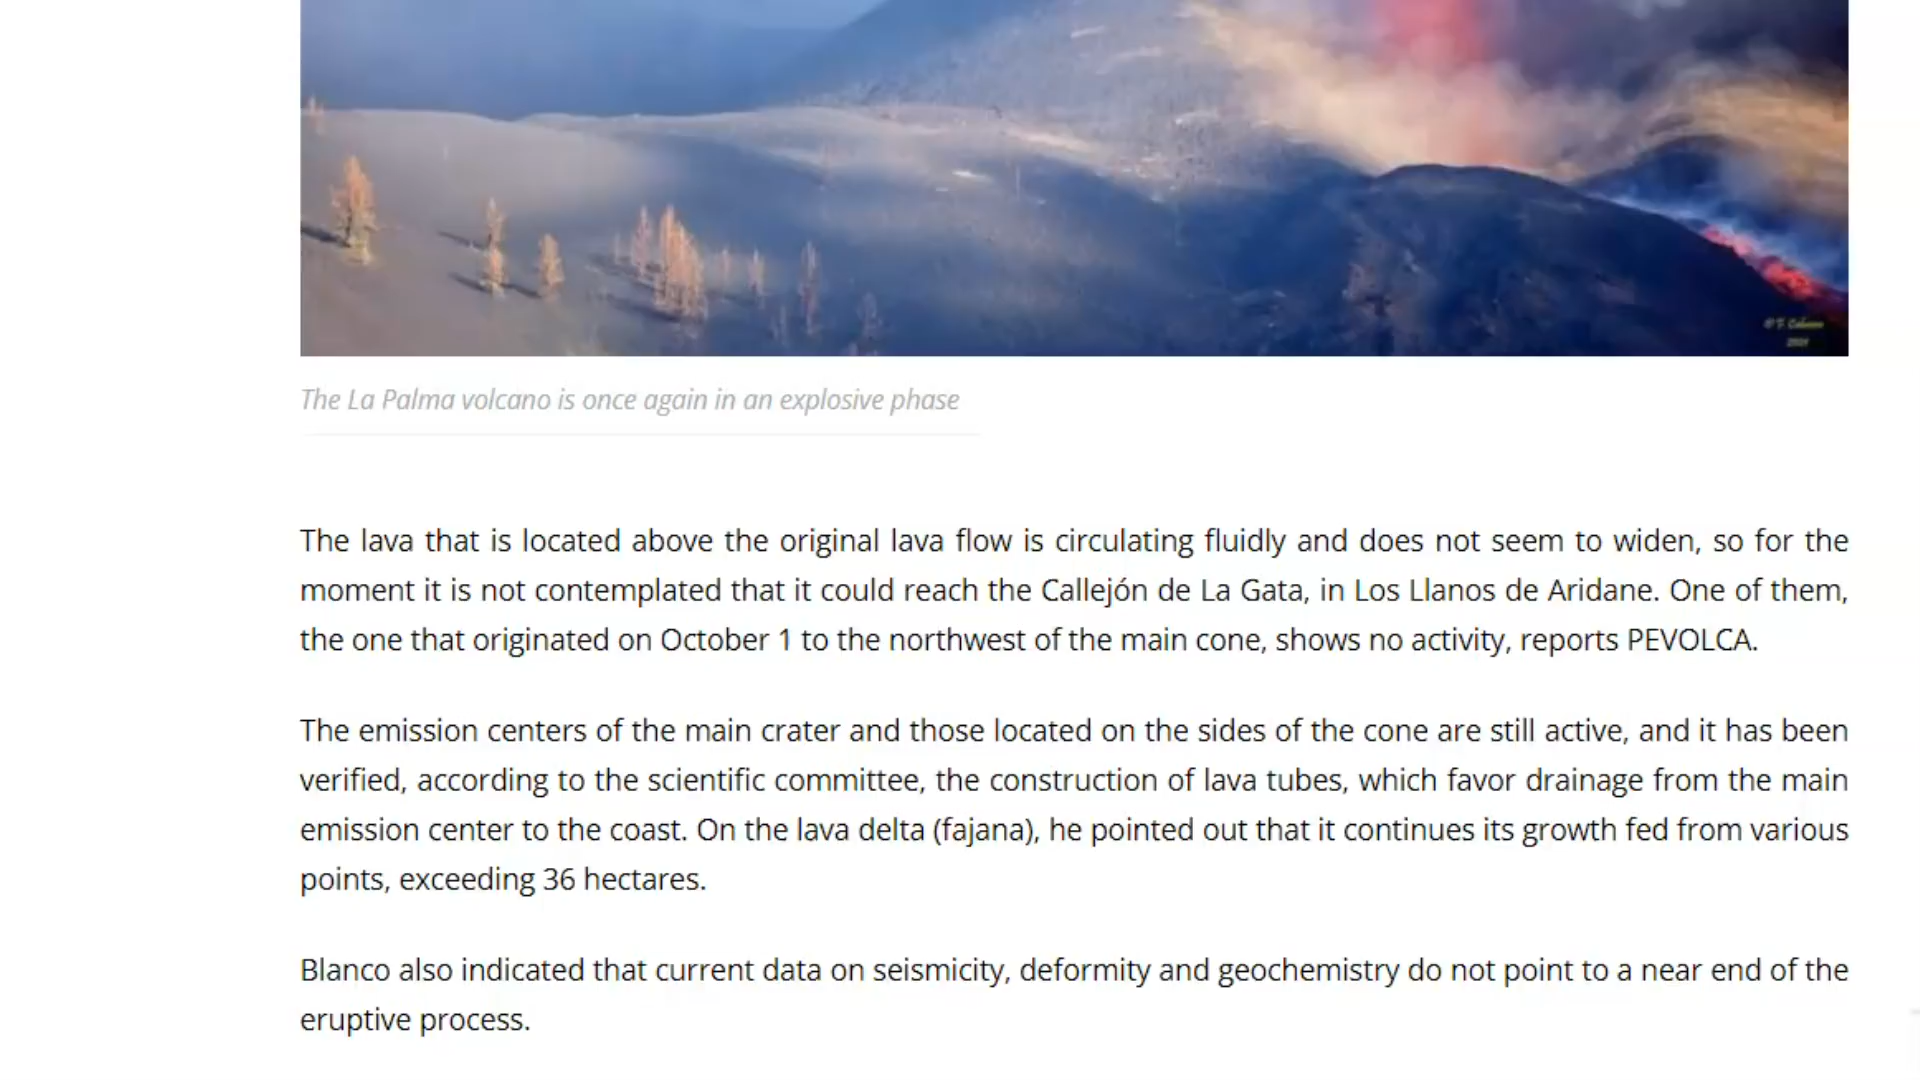 The La Palma volcano is once again in an explosive phase
The lava that is located above the original lava flow is circulating fluidly and does not seem to widen, so for the
moment it is not contemplated that it could reach the Callejón de La Gata, in Los Llanos de Aridane. One of them,
the one that originated on October 1 to the northwest of the main cone, shows no activity, reports PEVOLCA.
The emission centers of the main crater and those located on the sides of the cone are still active, and it has been
verified, according to the scientific committee, the construction of lava tubes, which favor drainage from the main
emission center to the coast. On the lava delta (fajana), he pointed out that it continues its growth fed from various
points, exceeding 36 hectares.
Blanco also indicated that current data on seismicity, deformity and geochemistry do not point to a near end of the
eruptive process.